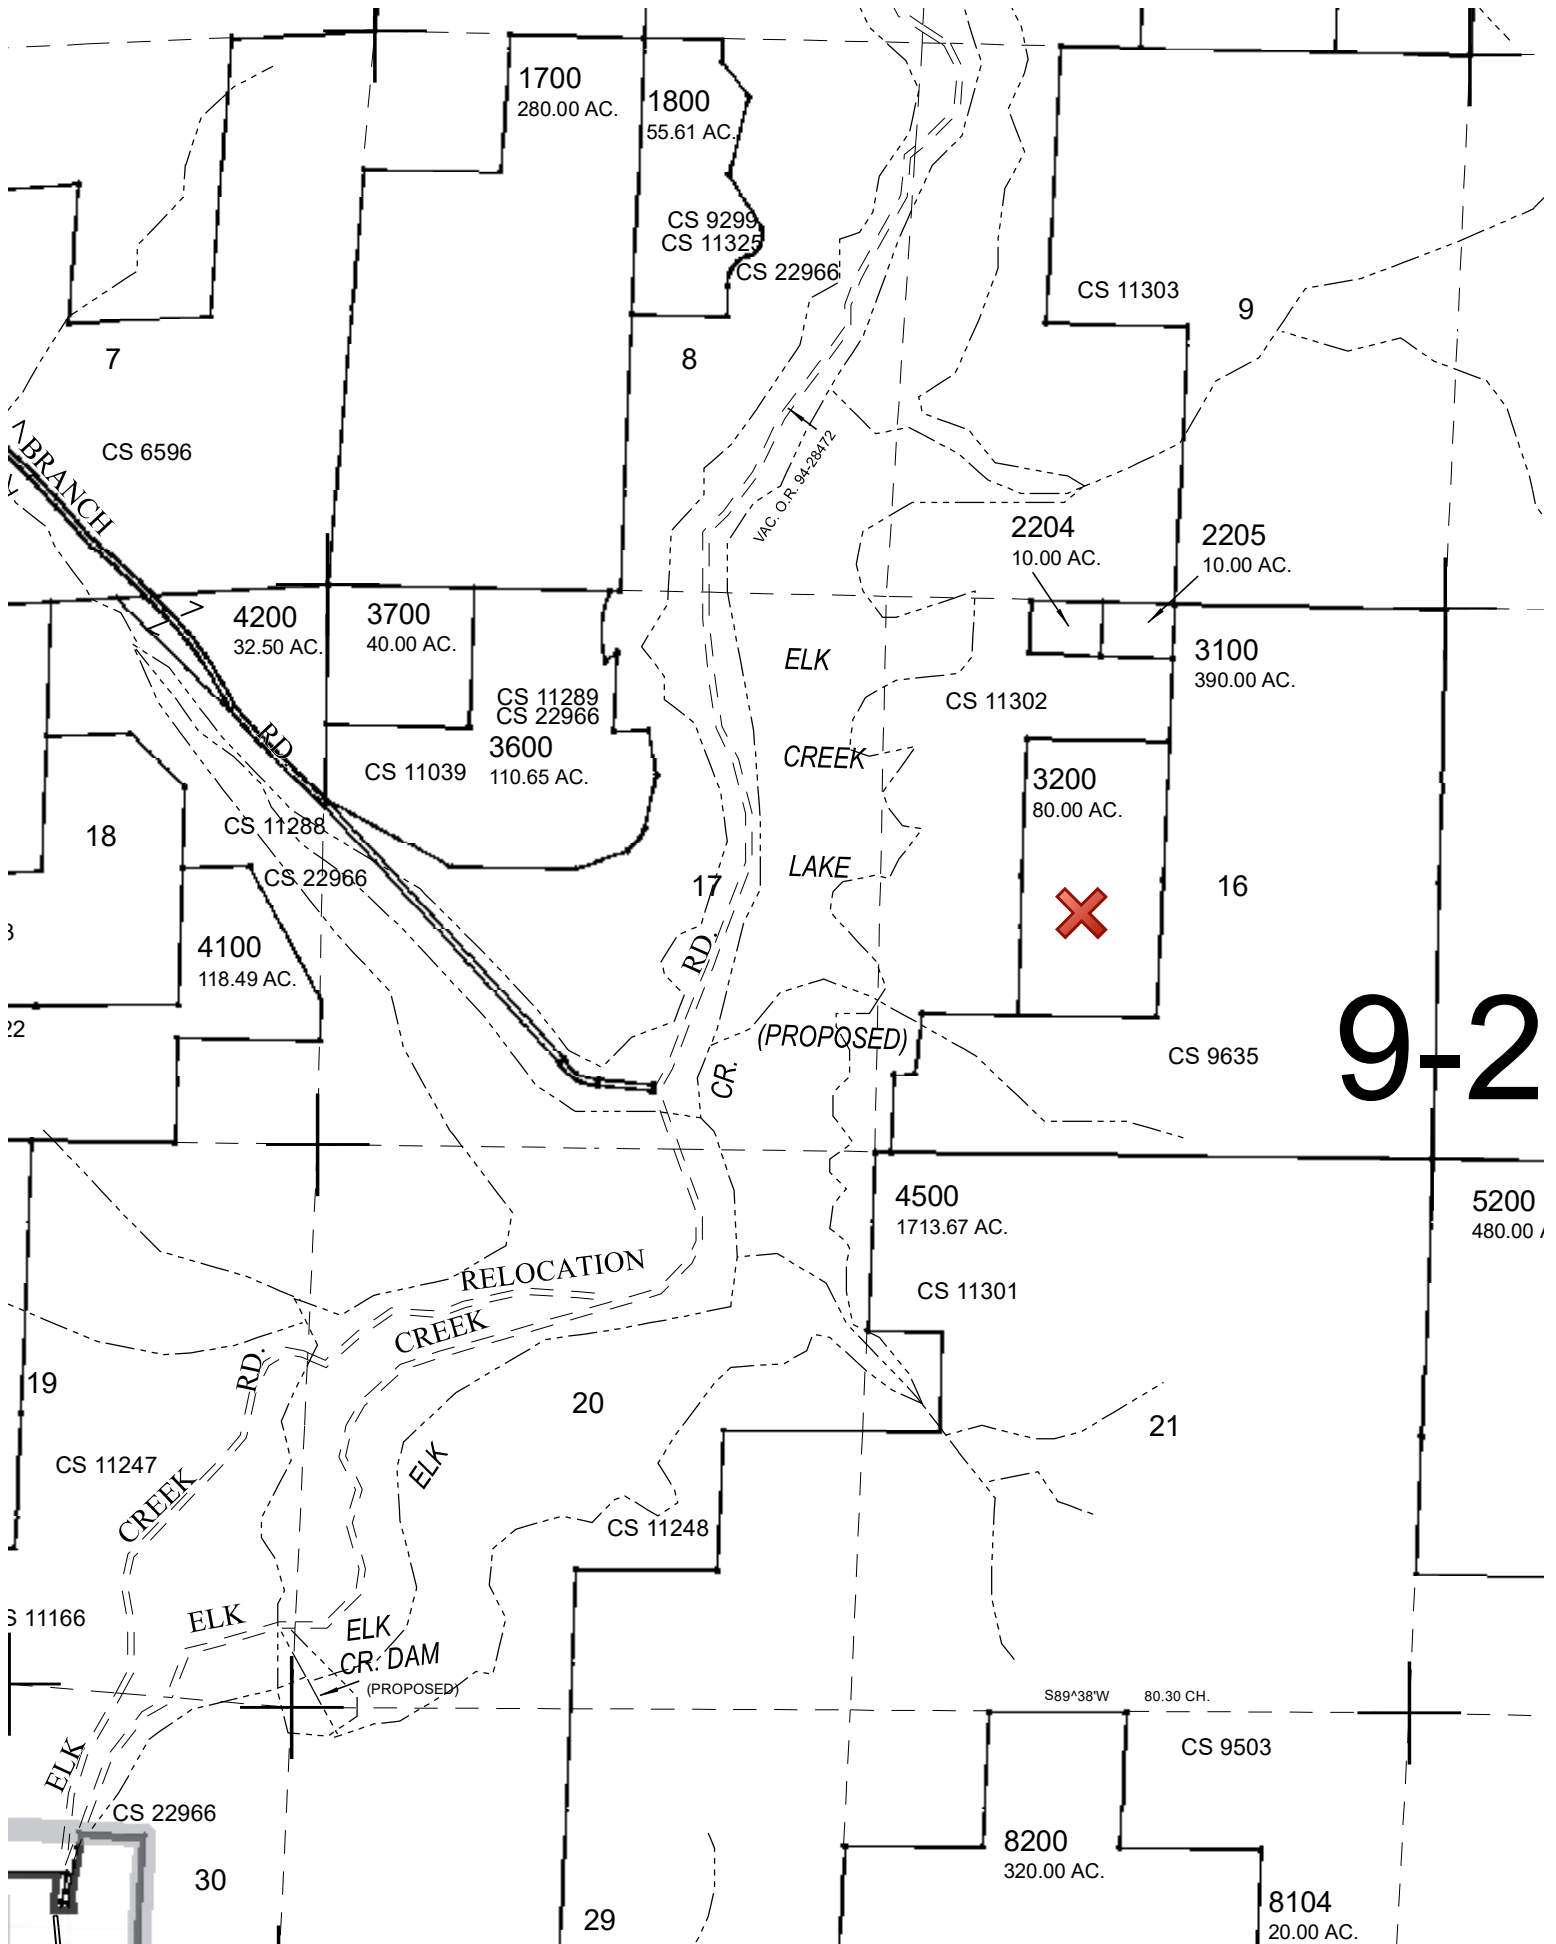 1700
280.00 AC.
1800
55.61 AC.
CS 9299
CS 11325
CS 22966
CS 11303
9
7
8
CS 6596
BRANCH
VAC. O.R. 94-28472
2204
10.00 AC.
2205
10.00 AC.
4200
32.50 AC.
3700
40.00 AC.
ELK
3100
390.00 AC.
CS 11289
CS 22966
CS 11302
RD
3600
110.65 AC.
CREEK
CS 11039
3200
80.00 AC.
CS 11288
18
LAKE
CS 22966
17
16
4100
118.49 AC.
RD.
22
(PROPOSED)
9-2
CS 9635
CR.
4500
1713.67 AC.
5200
480.00
RELOCATION
CS 11301
CREEK
RD.
19
20
21
CS 11247
ELK
CREEK
CS 11248
11166
ELK
ELK
CR. DAM
(PROPOSED)
S89^38'W 80.30 CH.
CS 9503
ELK
CS 22966
8200
320.00 AC.
30
29
8104
20.00 AC.